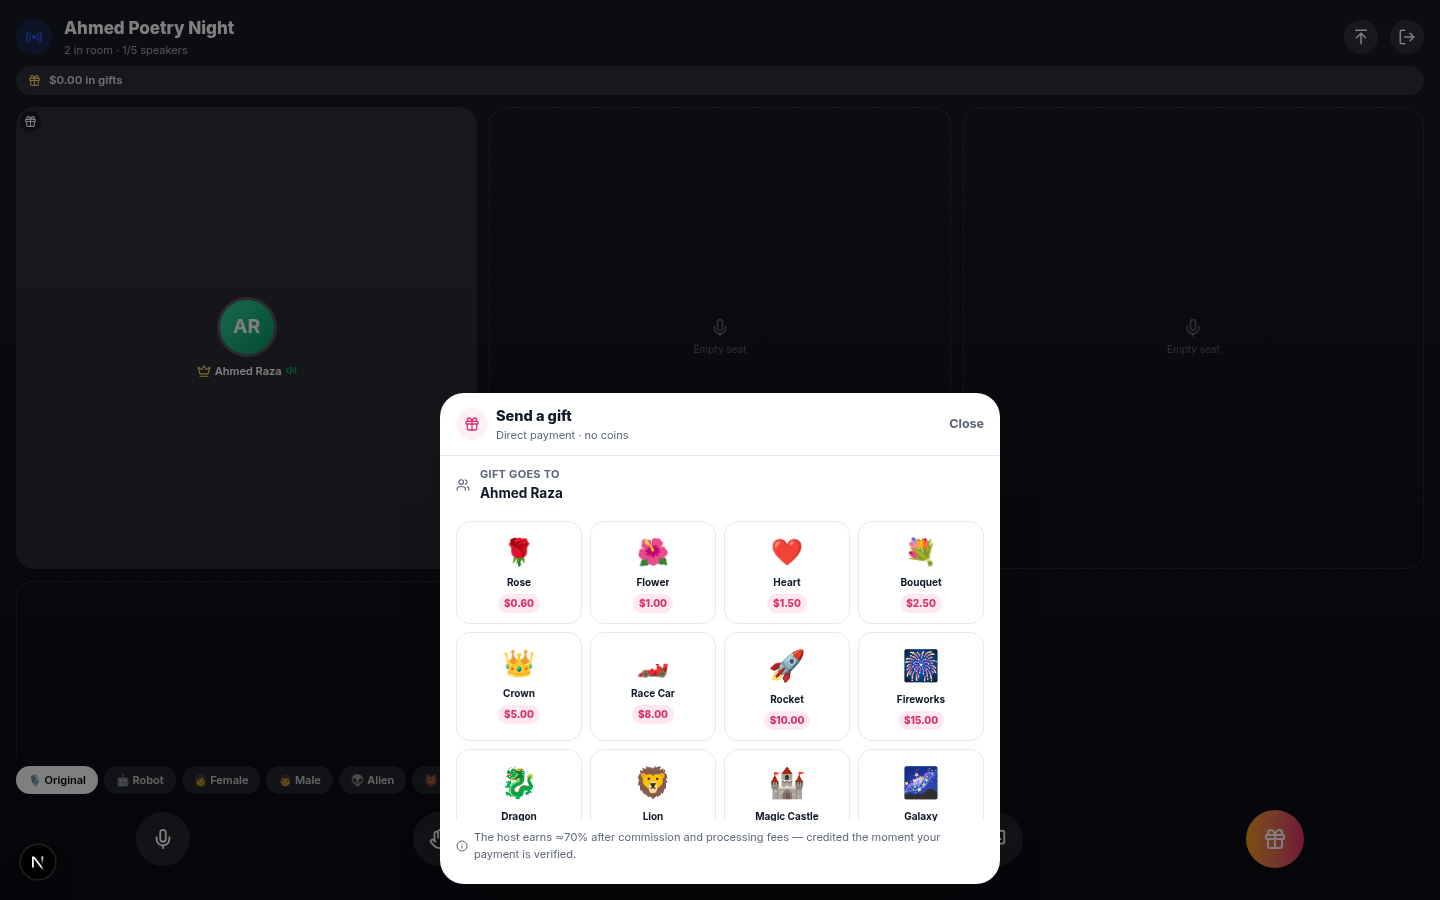 Ahmed Poetry Night
2 in room · 1/5 speakers
$0.00 in gifts
AR
Ahmed Raza
Empty seat
Empty seat
Send a gift
Direct payment · no coins
Close
GIFT GOES TO
Ahmed Raza
Rose
$0.60
Flower
$1.00
Heart
$1.50
Bouquet
$2.50
Crown
$5.00
Race Car
$8.00
Rocket
$10.00
Fireworks
$15.00
Dragon
Lion
Magic Castle
Galaxy
The host earns ≈70% after commission and processing fees — credited the moment your
payment is verified.
Original
Robot
Female
Male
Alien
N